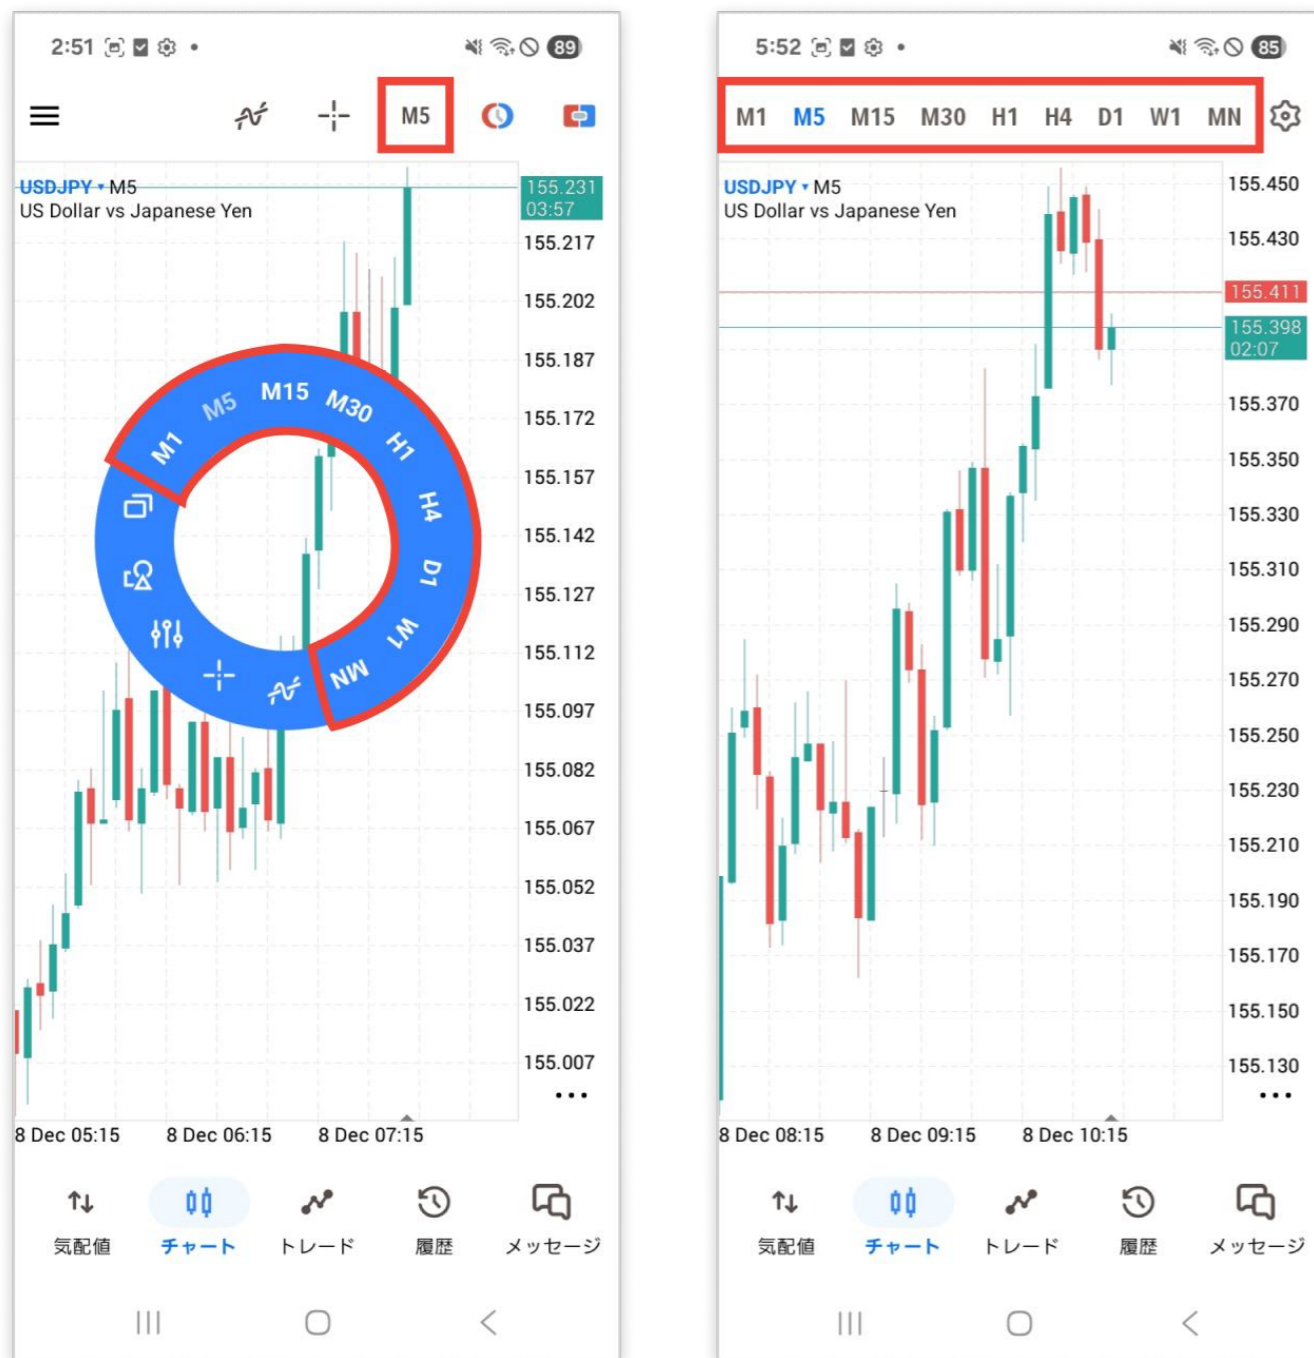 2:51
89
M5
USDJPY ▾ M5
US Dollar vs Japanese Yen
155.231
03:57
155.217
155.202
155.187
155.172
155.157
155.142
155.127
155.112
155.097
155.082
155.067
155.052
155.037
155.022
155.007
M1
M5
M15
M30
H1
H4
D1
W1
MN
8 Dec 05:15 8 Dec 06:15 8 Dec 07:15
気配値 チャート トレード 履歴 メッセージ
5:52
85
M1 M5 M15 M30 H1 H4 D1 W1 MN
USDJPY ▾ M5
US Dollar vs Japanese Yen
155.450
155.430
155.411
155.398
02:07
155.370
155.350
155.330
155.310
155.290
155.270
155.250
155.230
155.210
155.190
155.170
155.150
155.130
8 Dec 08:15 8 Dec 09:15 8 Dec 10:15
気配値 チャート トレード 履歴 メッセージ